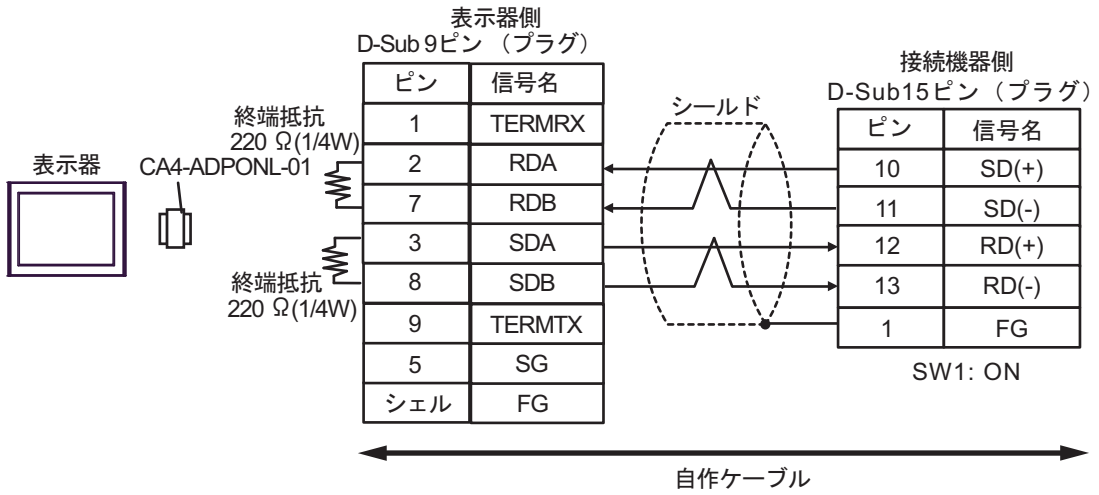 表示器側
D-Sub 9ピン （プラグ）
ピン 信号名
1 TERMRX
2 RDA
7 RDB
3 SDA
8 SDB
9 TERMTX
5 SG
シェル FG
終端抵抗
220 Ω(1/4W)
表示器
CA4-ADPONL-01
終端抵抗
220 Ω(1/4W)
シールド
接続機器側
D-Sub15ピン（プラグ）
ピン 信号名
10 SD(+)
11 SD(-)
12 RD(+)
13 RD(-)
1 FG
SW1: ON
自作ケーブル